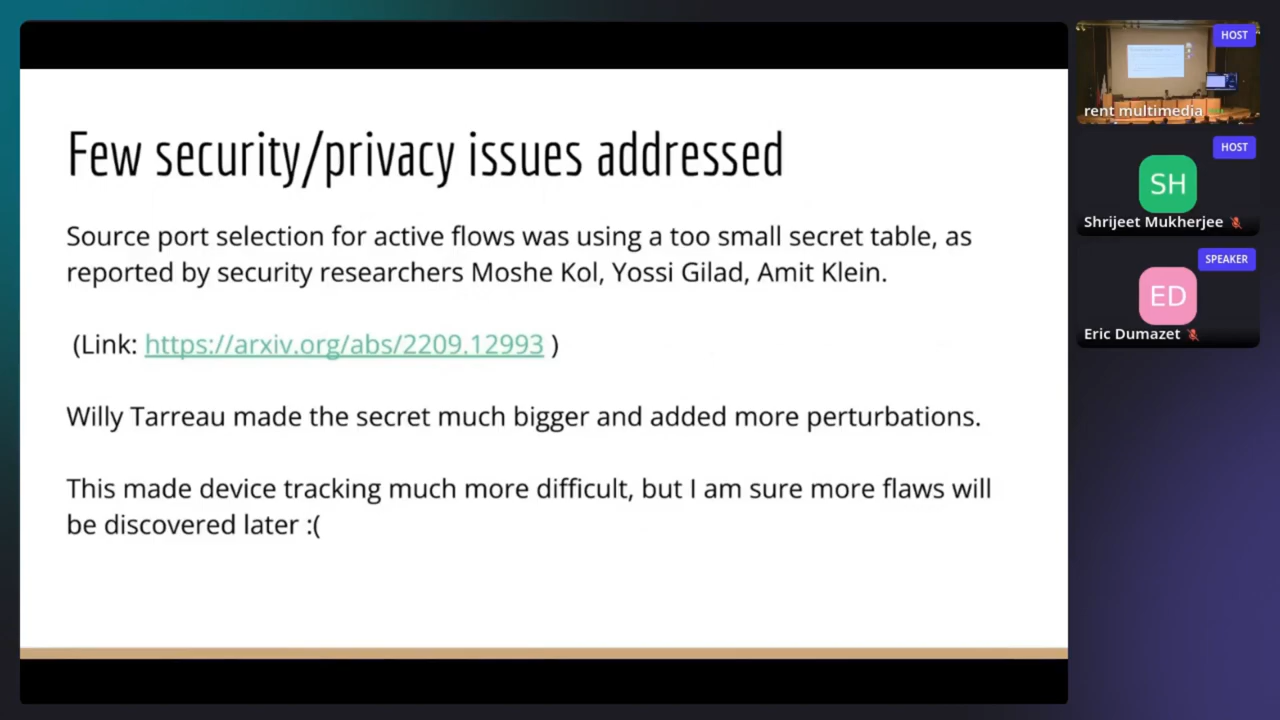 Few security/privacy issues addressed
Source port selection for active flows was using a too small secret table, as
reported by security researchers Moshe Kol, Yossi Gilad, Amit Klein.
(Link: https://arxiv.org/abs/2209.12993 )
Willy Tarreau made the secret much bigger and added more perturbations.
This made device tracking much more difficult, but I am sure more flaws will
be discovered later :(
HOST
rent multimedia
HOST
SH
Shrijeet Mukherjee
SPEAKER
ED
Eric Dumazet